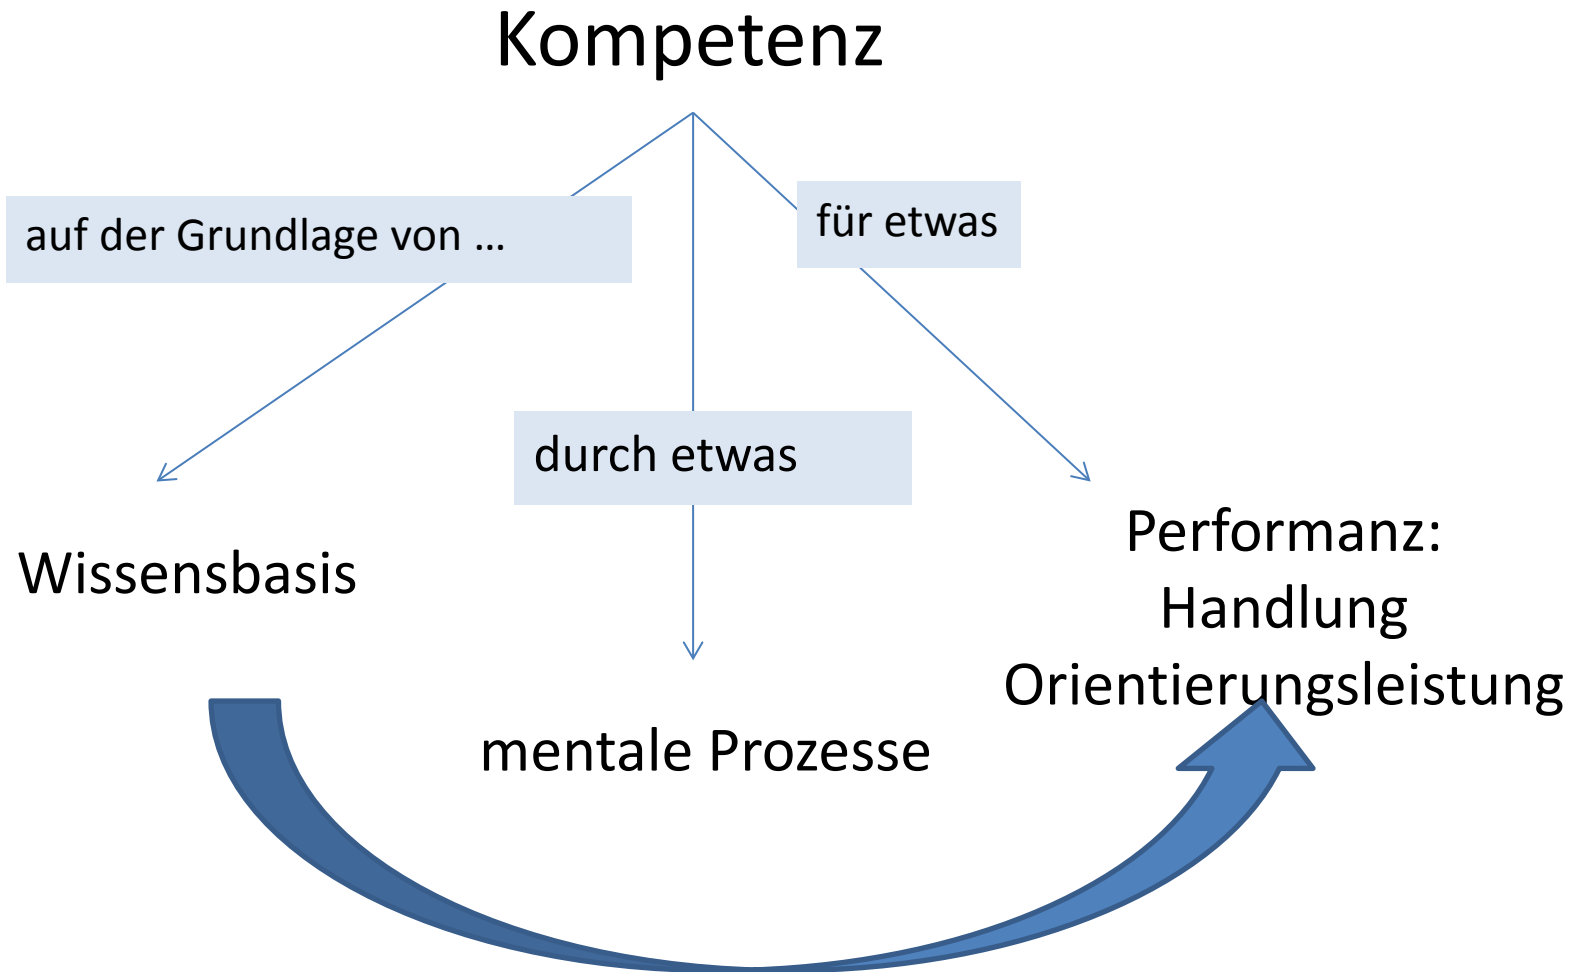 Kompetenz
auf der Grundlage von …
für etwas
durch etwas
Wissensbasis
Performanz:
Handlung
Orientierungsleistung
mentale Prozesse